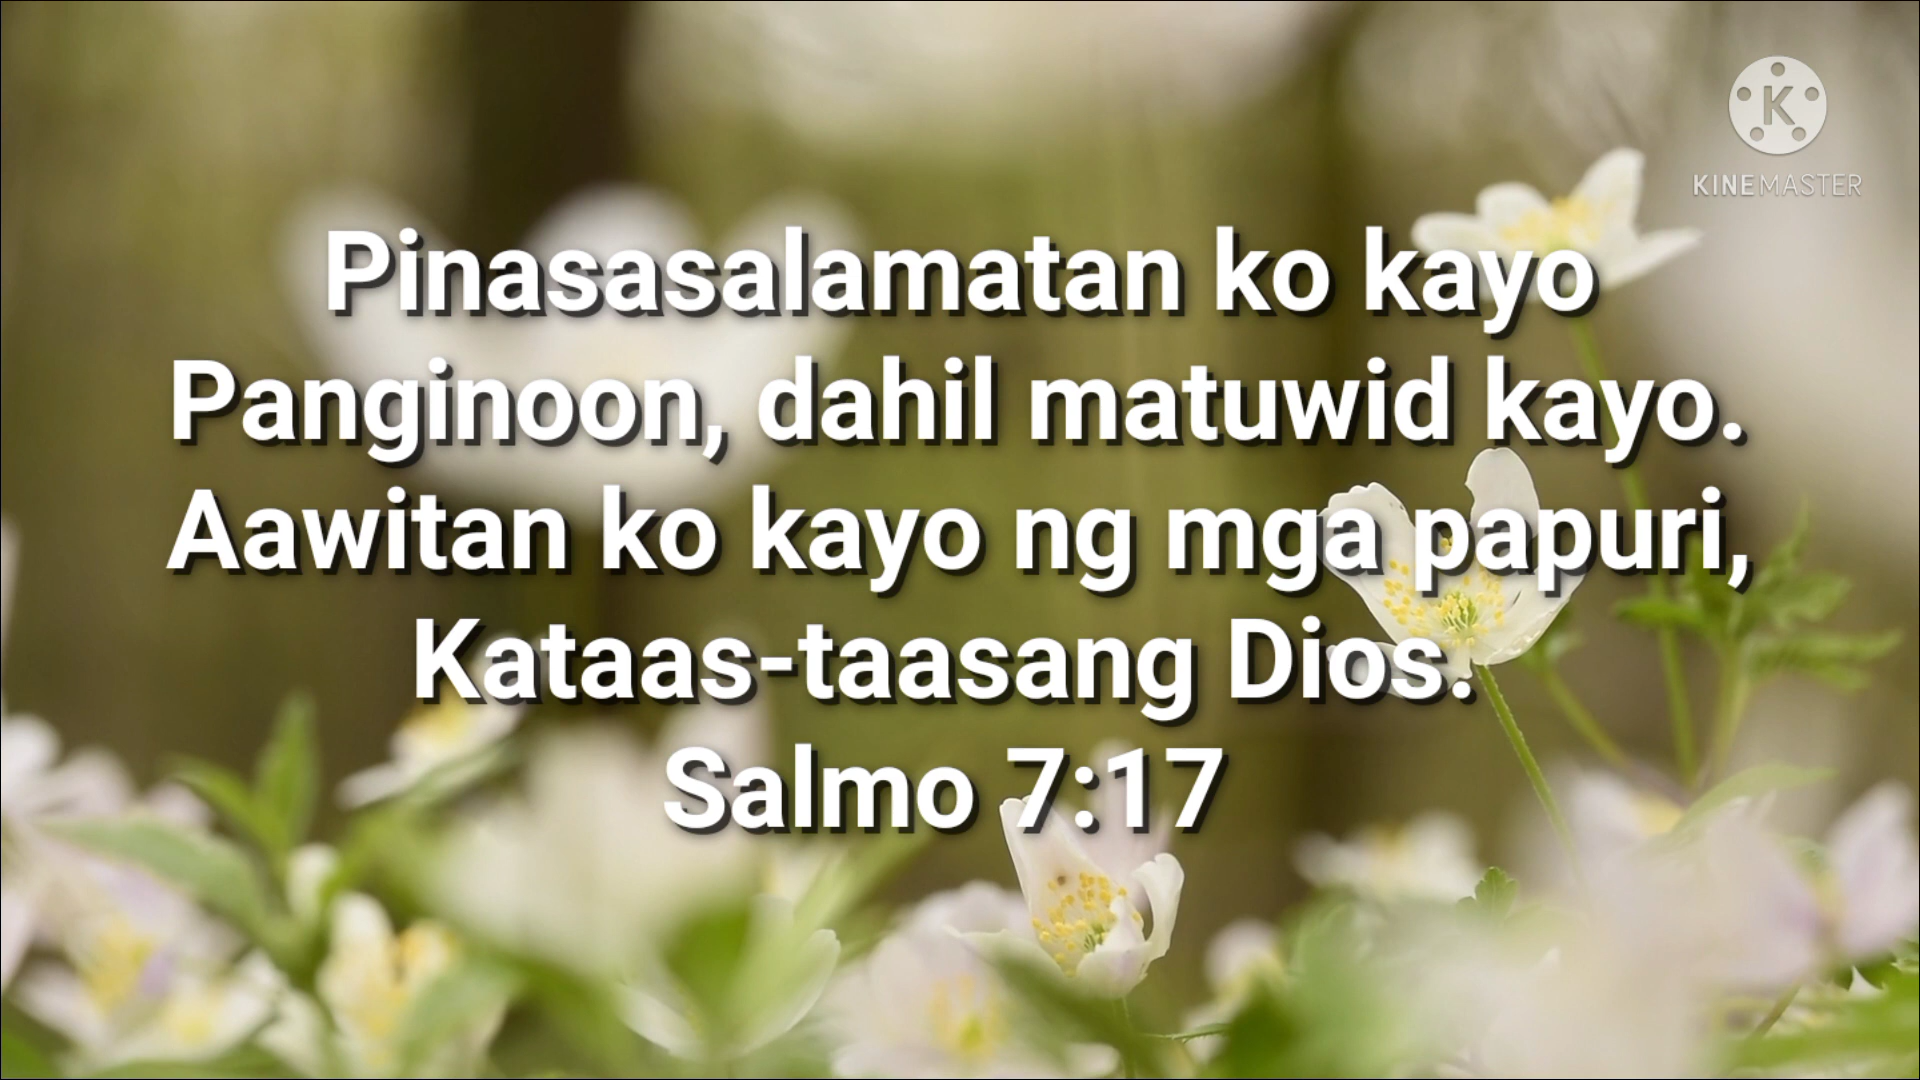 KINEMASTER
Pinasasalamatan ko kayo
Panginoon, dahil matuwid kayo.
Aawitan ko kayo ng mga papuri,
Kataas-taasang Dios.
Salmo 7:17